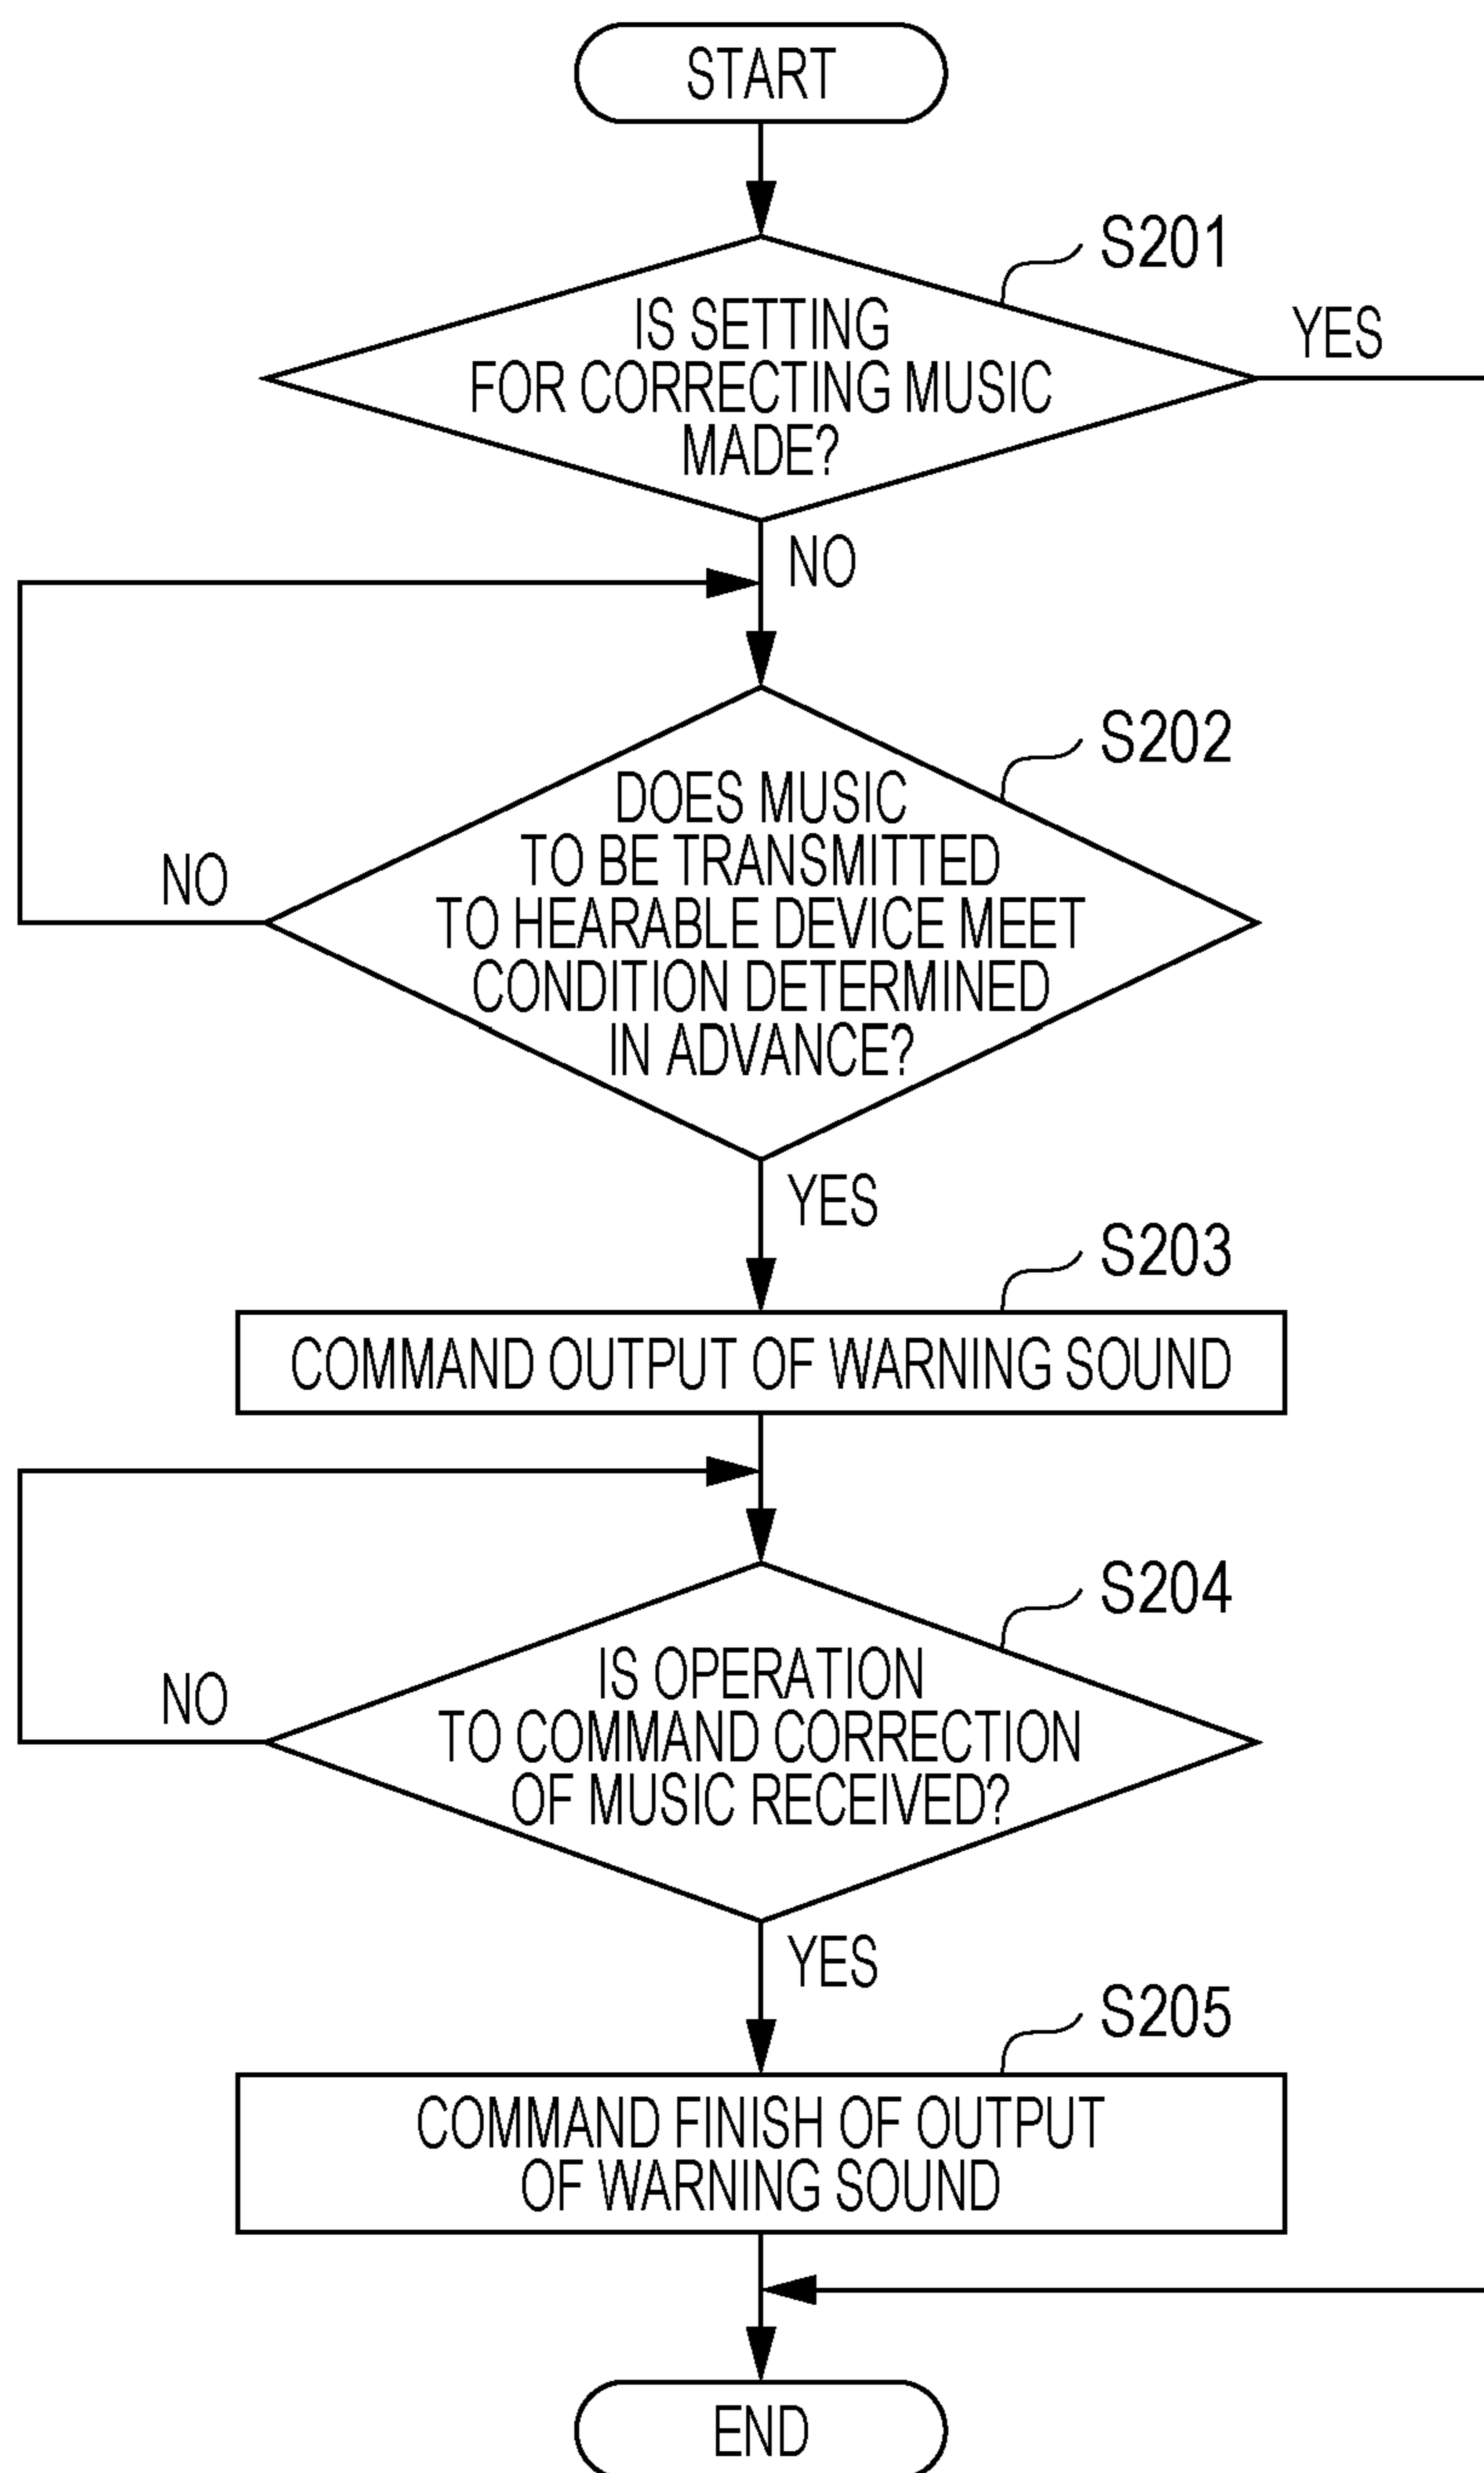 START
S201
IS SETTING
FOR CORRECTING MUSIC
MADE?
YES
NO
S202
DOES MUSIC
TO BE TRANSMITTED
TO HEARABLE DEVICE MEET
CONDITION DETERMINED
IN ADVANCE?
NO
YES
S203
COMMAND OUTPUT OF WARNING SOUND
S204
IS OPERATION
TO COMMAND CORRECTION
OF MUSIC RECEIVED?
NO
YES
S205
COMMAND FINISH OF OUTPUT
OF WARNING SOUND
END